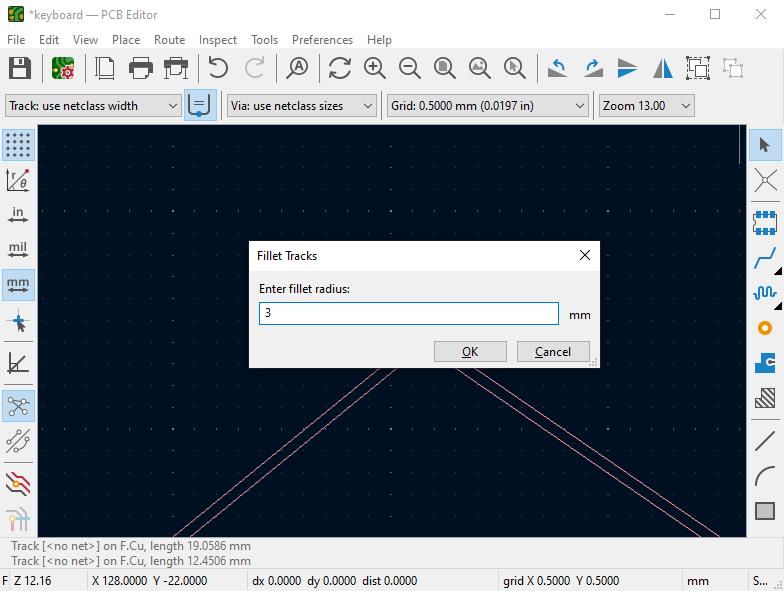 *keyboard — PCB Editor
File Edit View Place Route Inspect Tools Preferences Help
Track: use netclass width Via: use netclass sizes Grid: 0.5000 mm (0.0197 in) Zoom 13.00
r θ
in
mil
mm
Fillet Tracks
Enter fillet radius:
3 mm
OK Cancel
Track [<no net>] on F.Cu, length 19.0586 mm
Track [<no net>] on F.Cu, length 12.4506 mm
F Z 12.16 X 128.0000 Y -22.0000 dx 0.0000 dy 0.0000 dist 0.0000 grid X 0.5000 Y 0.5000 mm S...